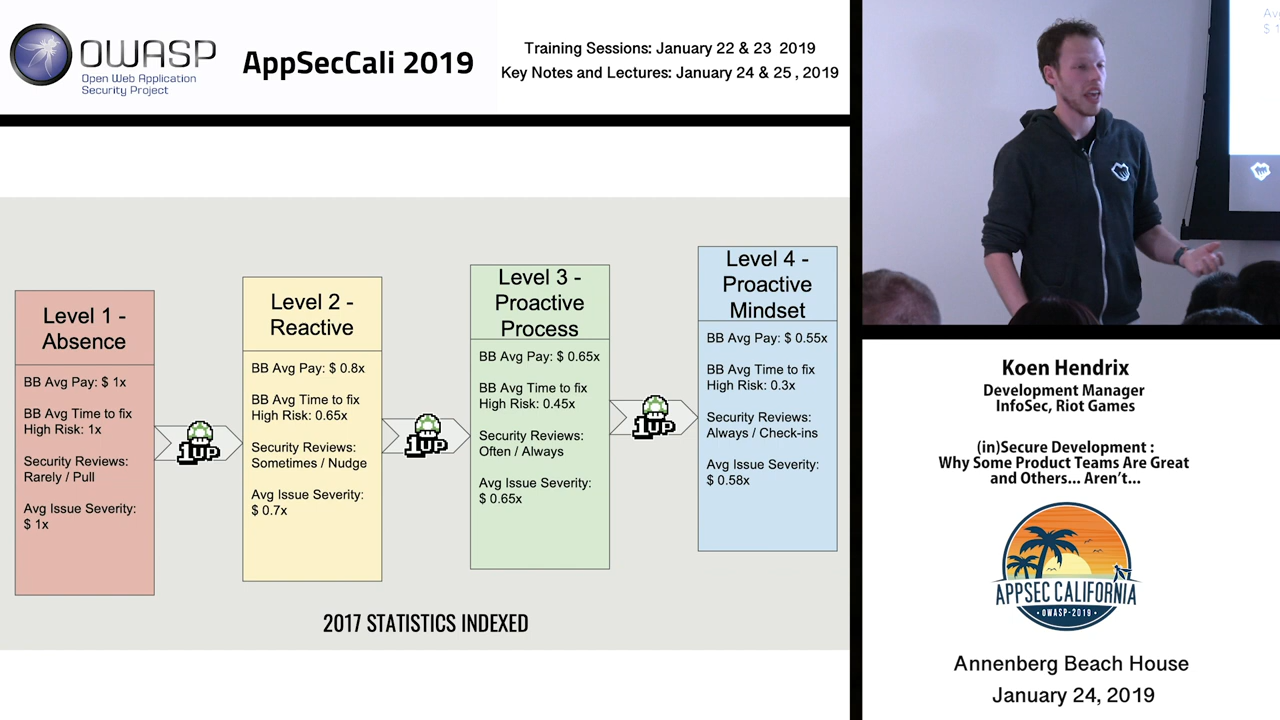 OWASP
Open Web Application
Security Project
AppSecCali 2019
Training Sessions: January 22 & 23 2019
Key Notes and Lectures: January 24 & 25 , 2019
Level 1 -
Absence
BB Avg Pay: $ 1x
BB Avg Time to fix
High Risk: 1x
Security Reviews:
Rarely / Pull
Avg Issue Severity:
$ 1x
1UP
Level 2 -
Reactive
BB Avg Pay: $ 0.8x
BB Avg Time to fix
High Risk: 0.65x
Security Reviews:
Sometimes / Nudge
Avg Issue Severity:
$ 0.7x
1UP
Level 3 -
Proactive
Process
BB Avg Pay: $ 0.65x
BB Avg Time to fix
High Risk: 0.45x
Security Reviews:
Often / Always
Avg Issue Severity:
$ 0.65x
1UP
Level 4 -
Proactive
Mindset
BB Avg Pay: $ 0.55x
BB Avg Time to fix
High Risk: 0.3x
Security Reviews:
Always / Check-ins
Avg Issue Severity:
$ 0.58x
2017 STATISTICS INDEXED
Koen Hendrix
Development Manager
InfoSec, Riot Games
(in)Secure Development :
Why Some Product Teams Are Great
and Others... Aren't...
APPSEC CALIFORNIA
•OWASP-2019•
Annenberg Beach House
January 24, 2019